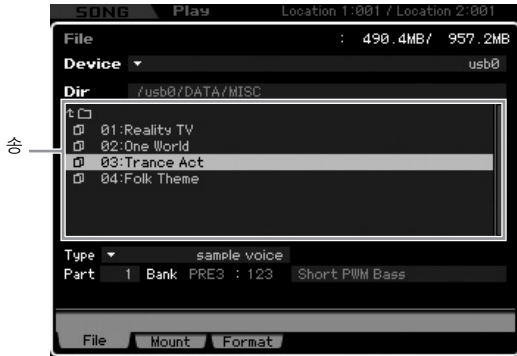 SONG Play Location 1:001 / Location 2:001
File : 490.4MB/ 957.2MB
Device usb0
Dir /usb0/DATA/MISC
01:Reality TV
02:One World
송 03:Trance Act
04:Folk Theme
Type sample voice
Part 1 Bank PRE3 : 123 Short PWM Bass
File Mount Format